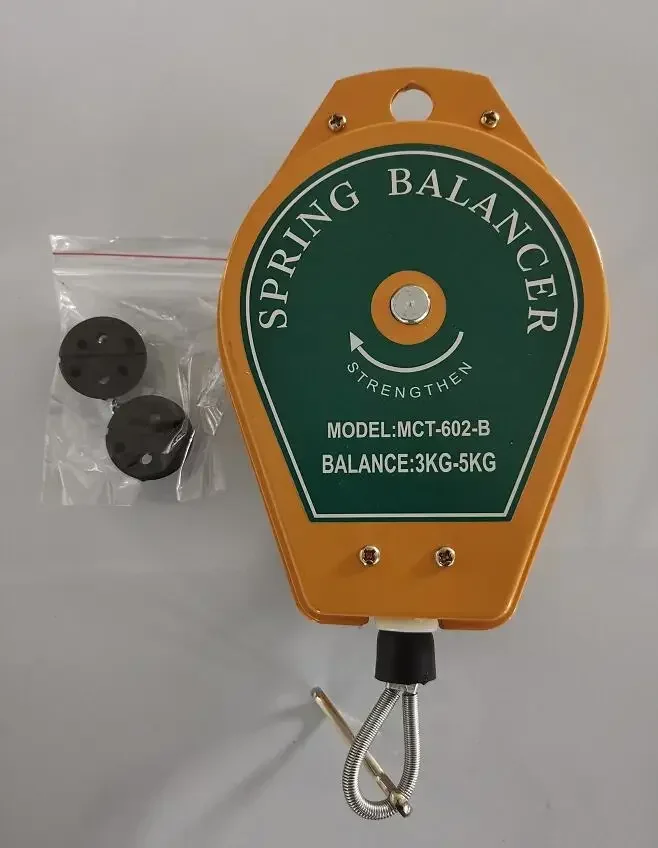 SPRING BALANCER
STRENGTHEN
MODEL:MCT-602-B
BALANCE:3KG-5KG